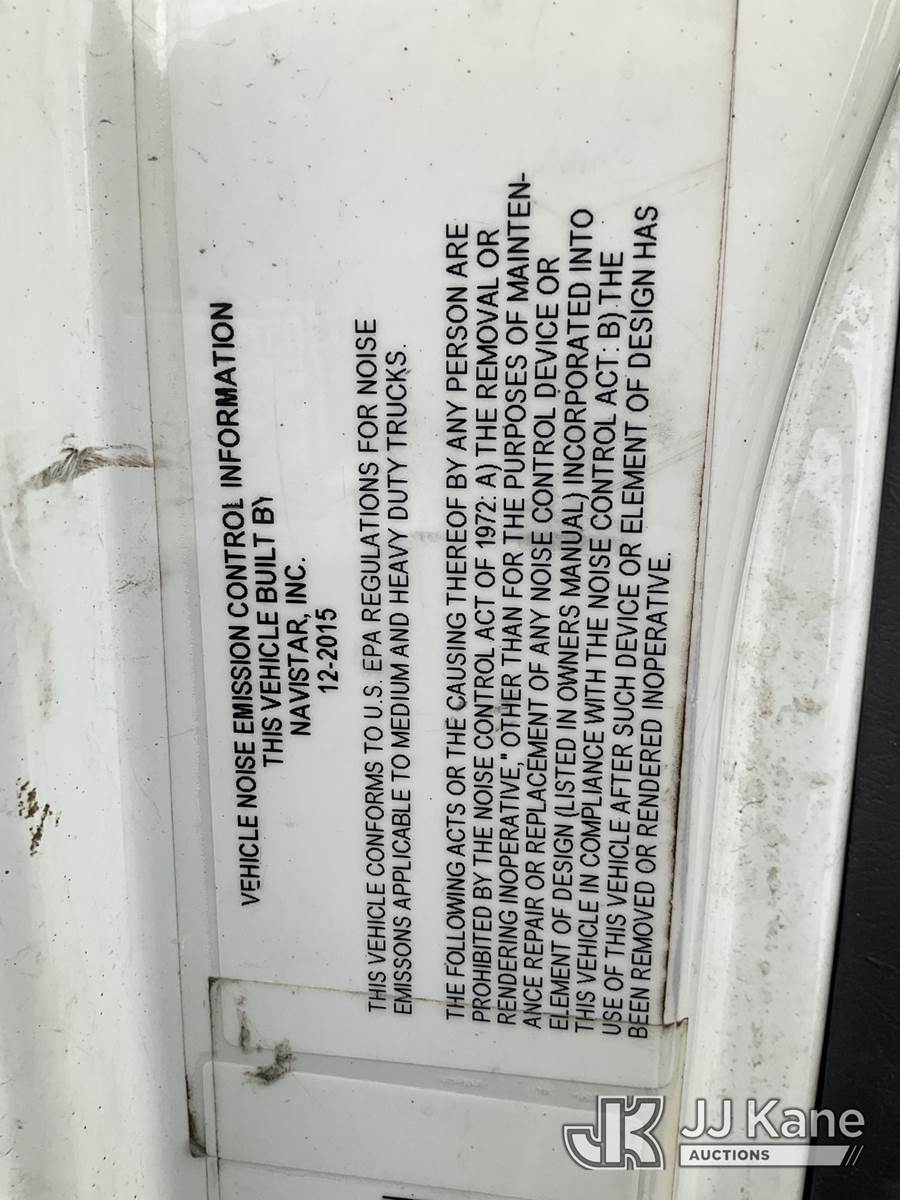 VEHICLE NOISE EMISSION CONTROL INFORMATION
THIS VEHICLE BUILT BY
NAVISTAR, INC.
12-2015
THIS VEHICLE CONFORMS TO U.S. EPA REGULATIONS FOR NOISE
EMISSONS APPLICABLE TO MEDIUM AND HEAVY DUTY TRUCKS.
THE FOLLOWING ACTS OR THE CAUSING THEREOF BY ANY PERSON ARE
PROHIBITED BY THE NOISE CONTROL ACT OF 1972: A) THE REMOVAL OR
RENDERING INOPERATIVE," OTHER THAN FOR THE PURPOSES OF MAINTEN-
ANCE REPAIR OR REPLACEMENT OF ANY NOISE CONTROL DEVICE OR
ELEMENT OF DESIGN (LISTED IN OWNERS MANUAL) INCORPORATED INTO
THIS VEHICLE IN COMPLIANCE WITH THE NOISE CONTROL ACT: B) THE
USE OF THIS VEHICLE AFTER SUCH DEVICE OR ELEMENT OF DESIGN HAS
BEEN REMOVED OR RENDERED INOPERATIVE.
JK JJ Kane
AUCTIONS